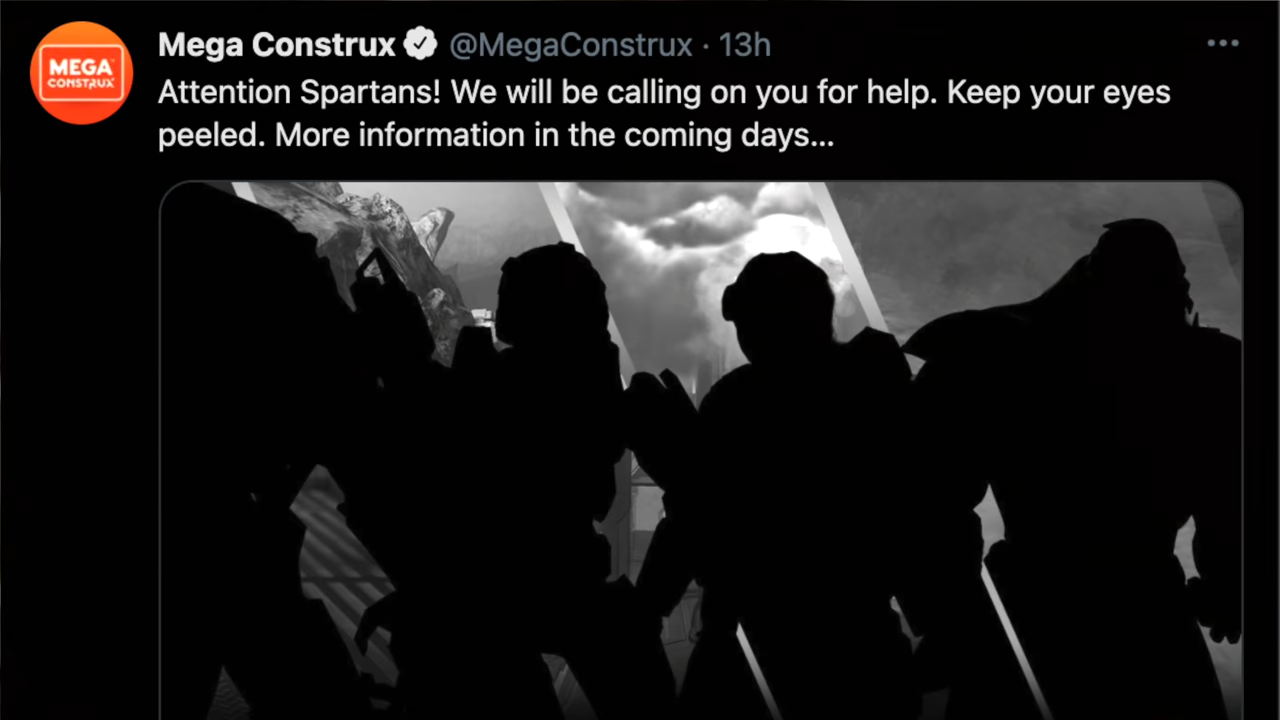 MEGA
CONSTRUX
Mega Construx @MegaConstrux · 13h
Attention Spartans! We will be calling on you for help. Keep your eyes
peeled. More information in the coming days...